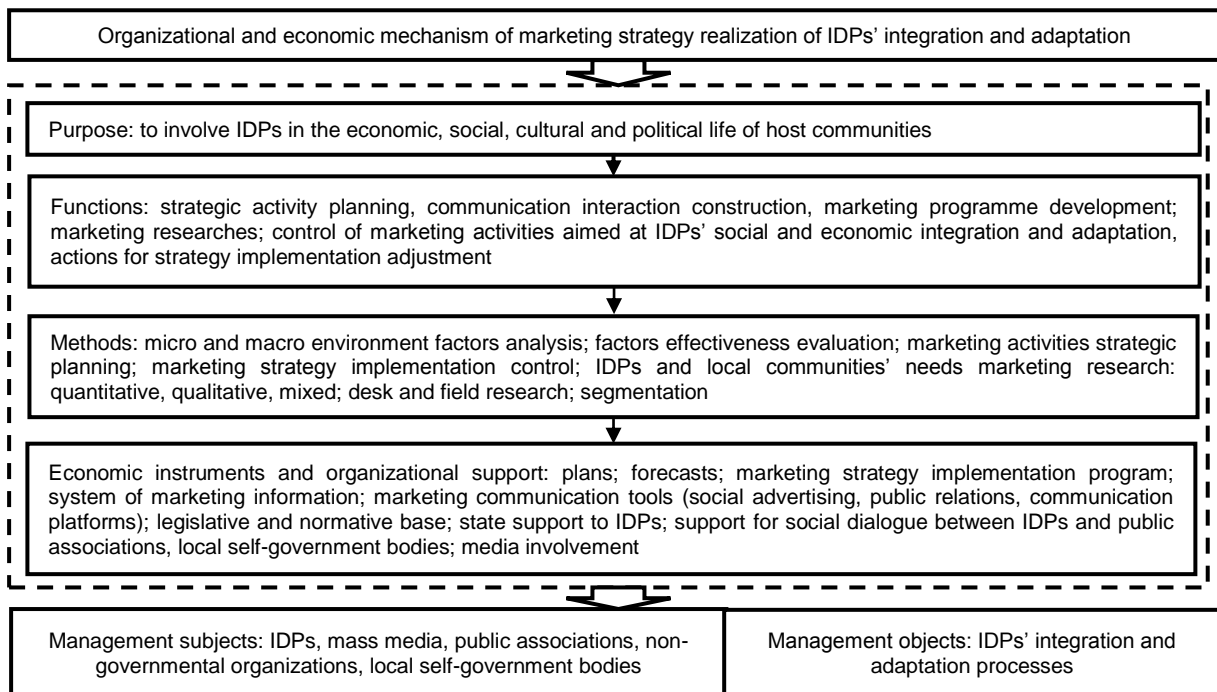 Organizational and economic mechanism of marketing strategy realization of IDPs' integration and adaptation
Purpose: to involve IDPs in the economic, social, cultural and political life of host communities
Functions: strategic activity planning, communication interaction construction, marketing programme development;
marketing researches; control of marketing activities aimed at IDPs' social and economic integration and adaptation,
actions for strategy implementation adjustment
Methods: micro and macro environment factors analysis; factors effectiveness evaluation; marketing activities strategic
planning; marketing strategy implementation control; IDPs and local communities' needs marketing research:
quantitative, qualitative, mixed; desk and field research; segmentation
Economic instruments and organizational support: plans; forecasts; marketing strategy implementation program;
system of marketing information; marketing communication tools (social advertising, public relations, communication
platforms); legislative and normative base; state support to IDPs; support for social dialogue between IDPs and public
associations, local self-government bodies; media involvement
Management subjects: IDPs, mass media, public associations, non-
governmental organizations, local self-government bodies
Management objects: IDPs' integration and
adaptation processes